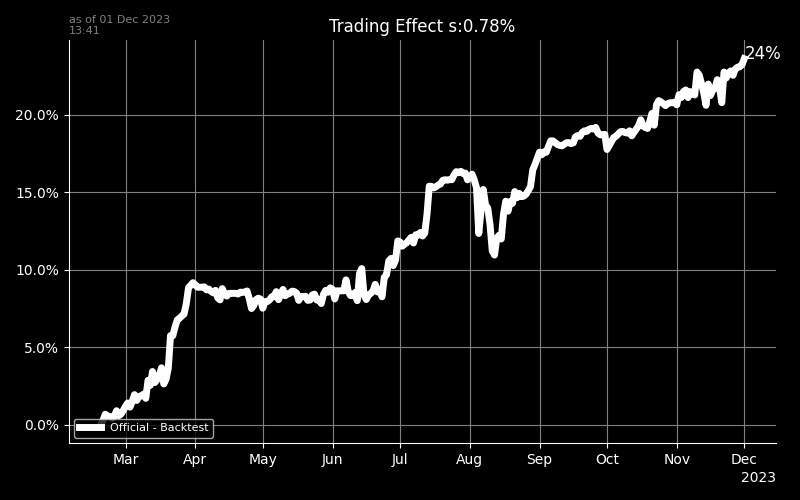 as of 01 Dec 2023
13:41
Trading Effect s:0.78%
24%
20.0%
15.0%
10.0%
5.0%
0.0%
Official - Backtest
Mar Apr May Jun Jul Aug Sep Oct Nov Dec
2023